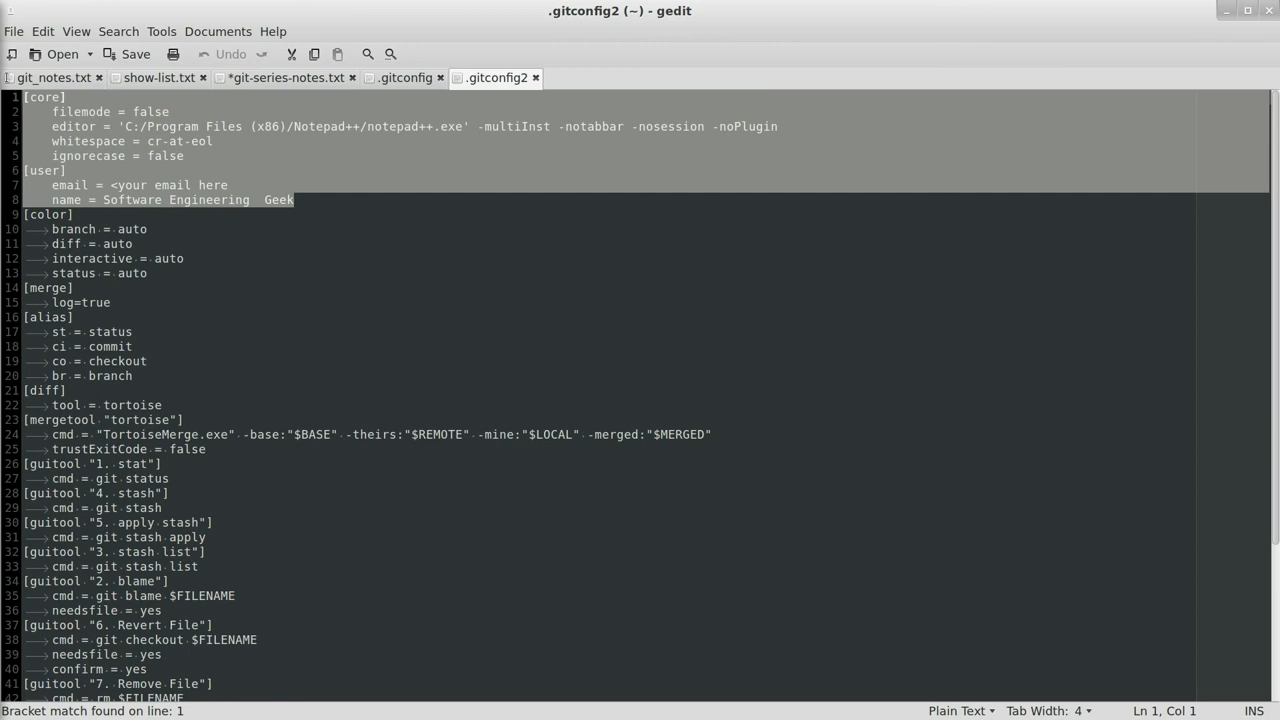 .gitconfig2 (~) - gedit
File Edit View Search Tools Documents Help
Open Save Undo
git_notes.txt show-list.txt *git-series-notes.txt .gitconfig .gitconfig2
1 [core]
2 filemode = false
3 editor = 'C:/Program Files (x86)/Notepad++/notepad++.exe' -multiInst -notabbar -nosession -noPlugin
4 whitespace = cr-at-eol
5 ignorecase = false
6 [user]
7 email = <your email here
8 name = Software Engineering  Geek
9 [color]
10 branch = auto
11 diff = auto
12 interactive = auto
13 status = auto
14 [merge]
15 log=true
16 [alias]
17 st = status
18 ci = commit
19 co = checkout
20 br = branch
21 [diff]
22 tool = tortoise
23 [mergetool "tortoise"]
24 cmd = "TortoiseMerge.exe" -base:"$BASE" -theirs:"$REMOTE" -mine:"$LOCAL" -merged:"$MERGED"
25 trustExitCode = false
26 [guitool "1. stat"]
27 cmd = git status
28 [guitool "4. stash"]
29 cmd = git stash
30 [guitool "5. apply stash"]
31 cmd = git stash apply
32 [guitool "3. stash list"]
33 cmd = git stash list
34 [guitool "2. blame"]
35 cmd = git blame $FILENAME
36 needsfile = yes
37 [guitool "6. Revert File"]
38 cmd = git checkout $FILENAME
39 needsfile = yes
40 confirm = yes
41 [guitool "7. Remove File"]
42 cmd = rm $FILENAME
Bracket match found on line: 1 Plain Text Tab Width: 4 Ln 1, Col 1 INS